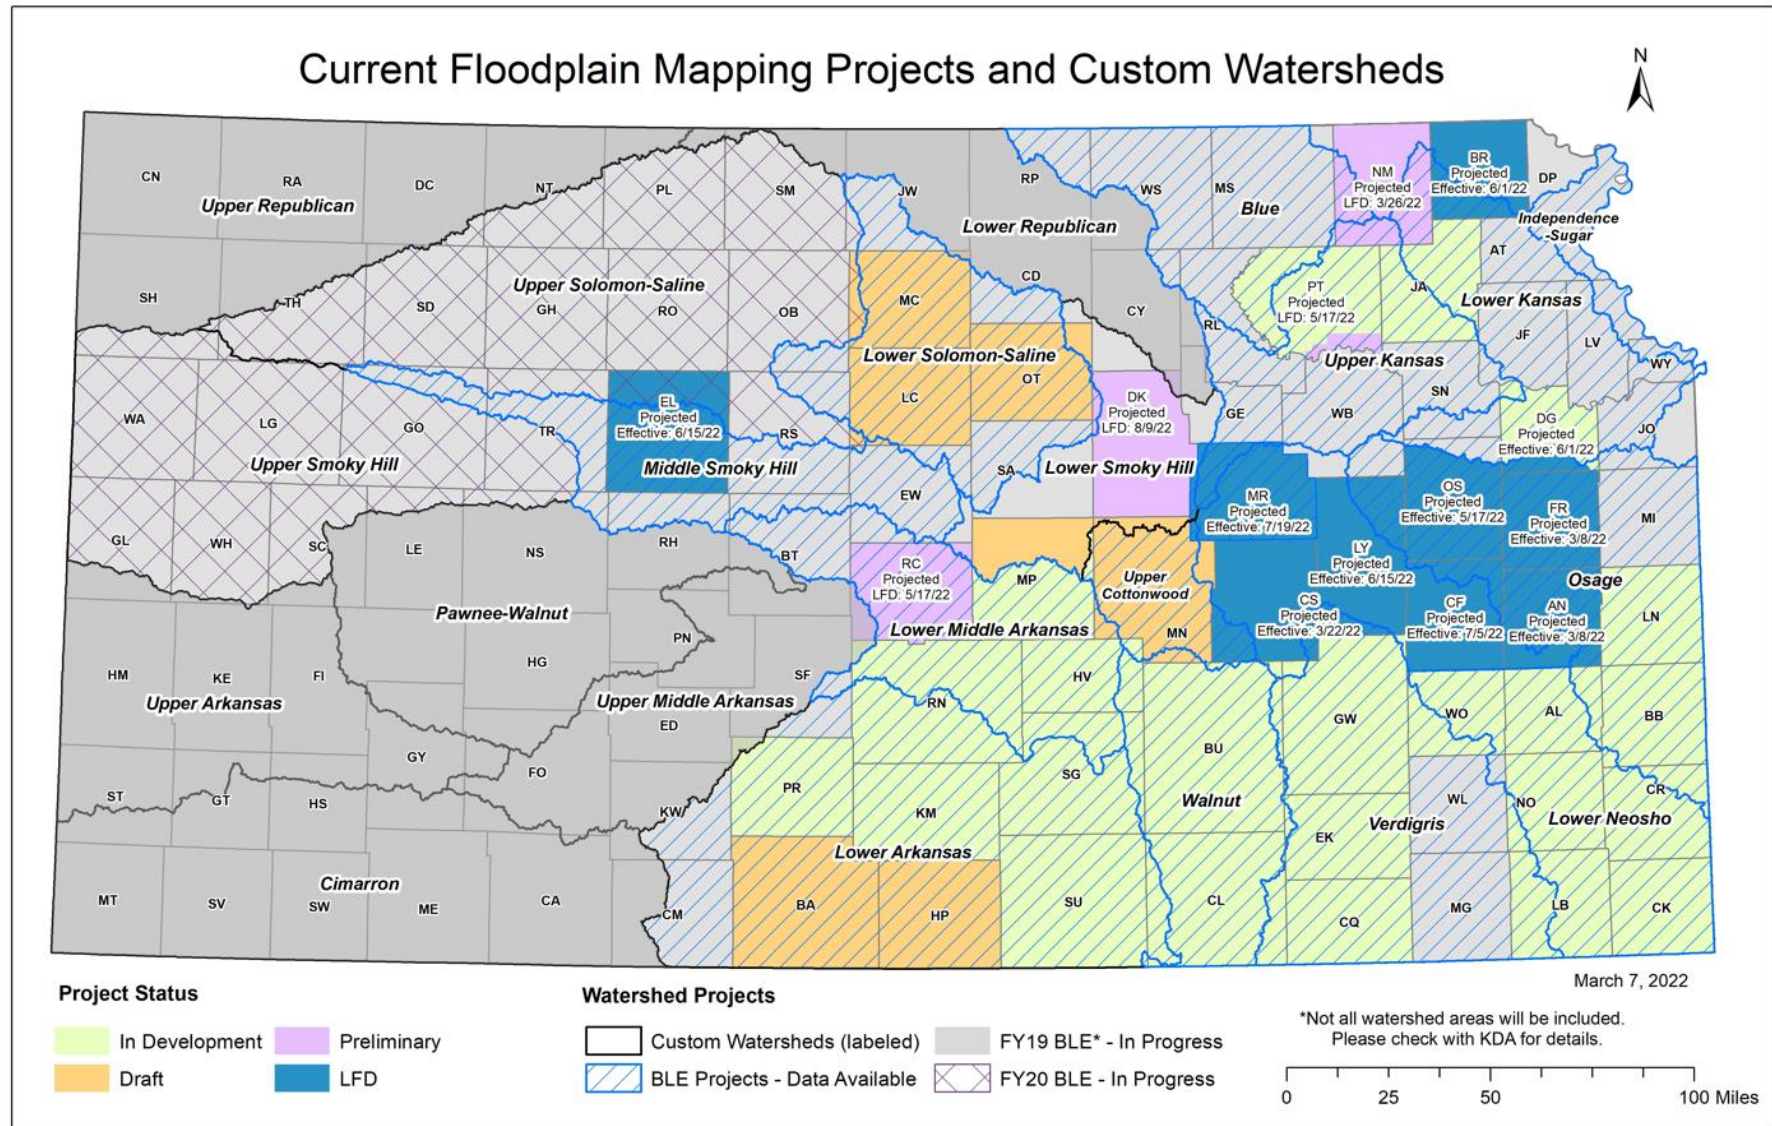 Current Floodplain Mapping Projects and Custom Watersheds
N
CN
RA
DC
NT
PL
SM
JW
RP
WS
MS
NM
Projected
LFD: 3/26/22
BR
Projected
Effective: 6/1/22
DP
Upper Republican
Lower Republican
Blue
Independence
-Sugar
AT
SH
TH
SD
Upper Solomon-Saline
GH
RO
OB
MC
CD
CY
RL
PT
Projected
LFD: 5/17/22
JA
Lower Kansas
JF
LV
WY
Lower Solomon-Saline
Upper Kansas
WA
LG
GO
TR
EL
Projected
Effective: 6/15/22
RS
LC
OT
DK
Projected
LFD: 8/9/22
GE
WB
SN
DG
Projected
Effective: 6/1/22
JO
Upper Smoky Hill
Middle Smoky Hill
SA
Lower Smoky Hill
EW
MR
Projected
Effective: 7/19/22
OS
Projected
Effective: 5/17/22
FR
Projected
Effective: 3/8/22
MI
GL
WH
SC
LE
NS
RH
BT
RC
Projected
LFD: 5/17/22
MP
Upper
Cottonwood
LY
Projected
Effective: 6/15/22
Osage
Pawnee-Walnut
PN
Lower Middle Arkansas
MN
CS
Projected
Effective: 3/22/22
CF
Projected
Effective: 7/5/22
AN
Projected
Effective: 3/8/22
LN
HM
KE
FI
HG
SF
HV
Upper Arkansas
Upper Middle Arkansas
RN
ED
GW
WO
AL
BB
GY
FO
BU
ST
GT
HS
KW
PR
KM
SG
Walnut
WL
NO
CR
EK
Verdigris
Lower Neosho
Lower Arkansas
Cimarron
MT
SV
SW
ME
CA
CM
BA
HP
SU
CL
CQ
MG
LB
CK
March 7, 2022
Project Status
In Development
Preliminary
Draft
LFD
Watershed Projects
Custom Watersheds (labeled)
FY19 BLE* - In Progress
BLE Projects - Data Available
FY20 BLE - In Progress
*Not all watershed areas will be included.
Please check with KDA for details.
0 25 50 100 Miles